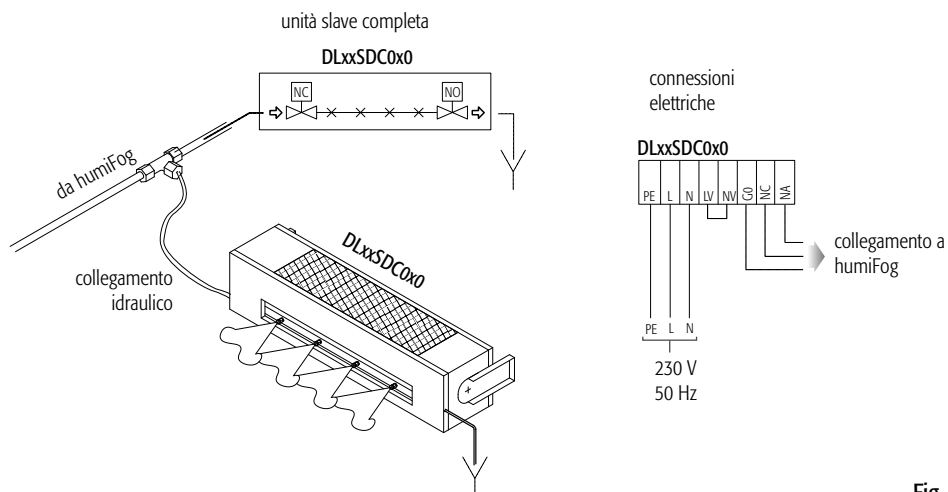 unità slave completa
DLxxSDC0x0
NC
NO
da humiFog
collegamento
idraulico
DLxxSDC0x0
connessioni
elettriche
DLxxSDC0x0
PE L N LV NV G0 NC NA
collegamento a
humiFog
PE L N
230 V
50 Hz
Fig